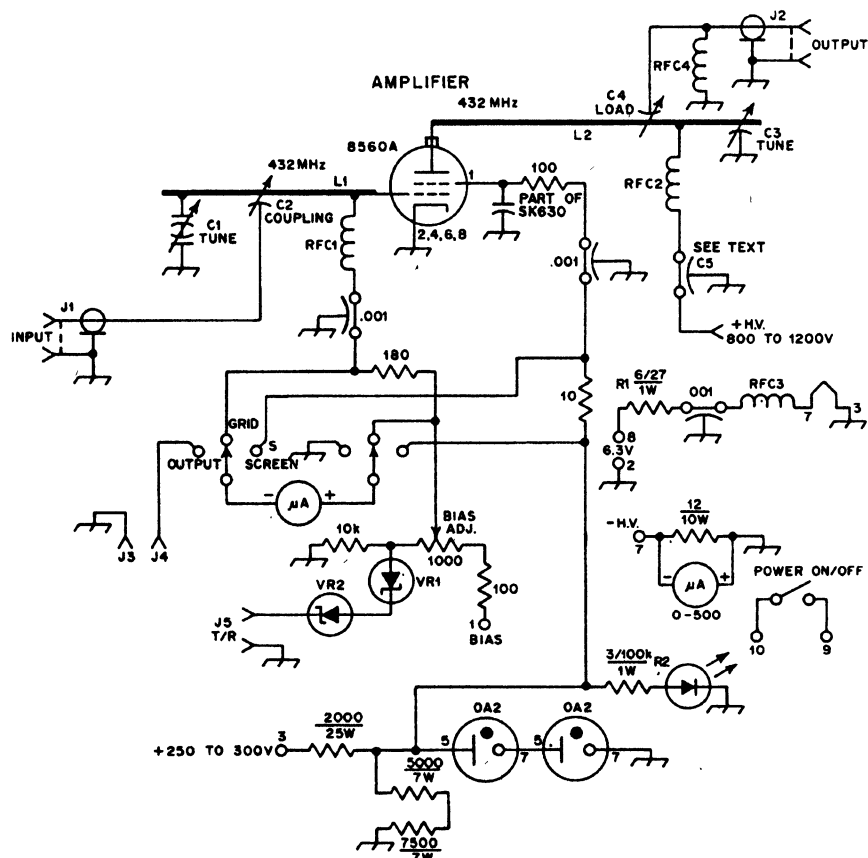 J2
OUTPUT
RFC4
AMPLIFIER
432 MHz
C4
LOAD
L2
C3
TUNE
8560A
1
100
PART OF
SK630
RFC2
432MHz
L1
C2
COUPLING
C1
TUNE
2,4,6,8
RFC1
.001
.001
SEE TEXT
C5
+H.V.
800 TO 1200V
J1
INPUT
180
10
R1
6/27
1W
001
RFC3
7
3
8
6.3V
2
GRID
OUTPUT
S
SCREEN
- μA +
J3
J4
10k
BIAS
ADJ.
1000
VR1
VR2
100
J5
T/R
1
BIAS
-H.V.
7
12
10W
- μA +
0-500
POWER ON/OFF
10
9
3/100k
1W
R2
0A2
0A2
2000
25W
+250 TO 300V
3
5
7
5
7
5000
7W
7500
7W